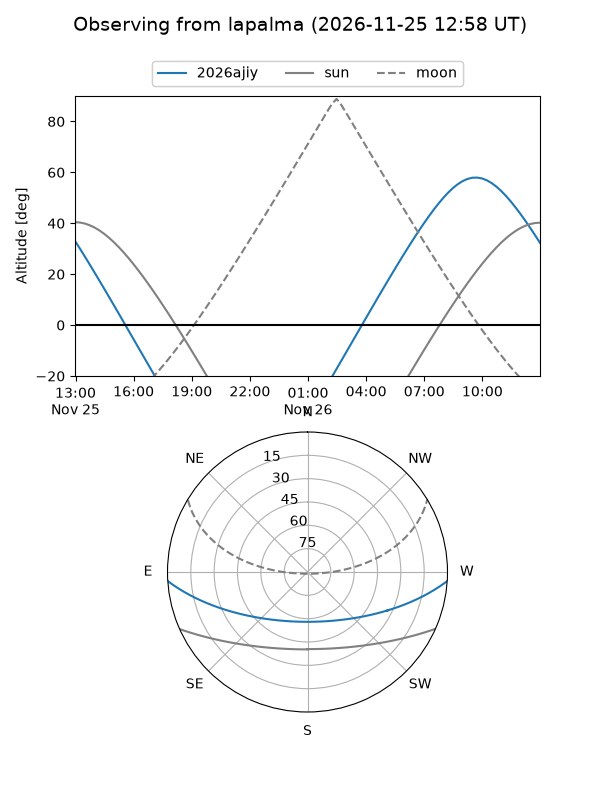 Observing from lapalma (2026-11-25 12:58 UT)
2026ajiy sun moon
Altitude [deg]
80
60
40
20
0
−20
13:00 16:00 19:00 22:00 01:00 04:00 07:00 10:00
Nov 25 Nov 26
N
NE NW
15
30
45
60
75
E W
SE SW
S